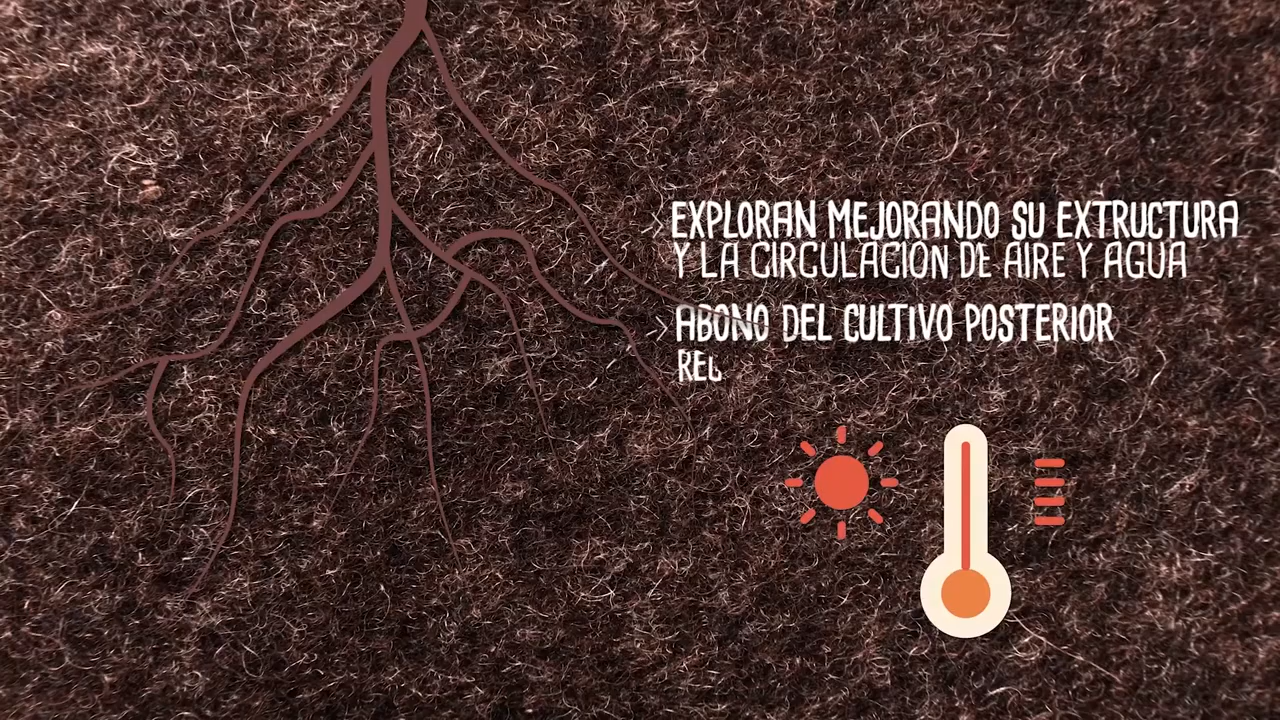 EXPLORAN MEJORANDO SU EXTRUCTURA
Y LA CIRCULACIÓN DE AIRE Y AGUA
ABONO DEL CULTIVO POSTERIOR